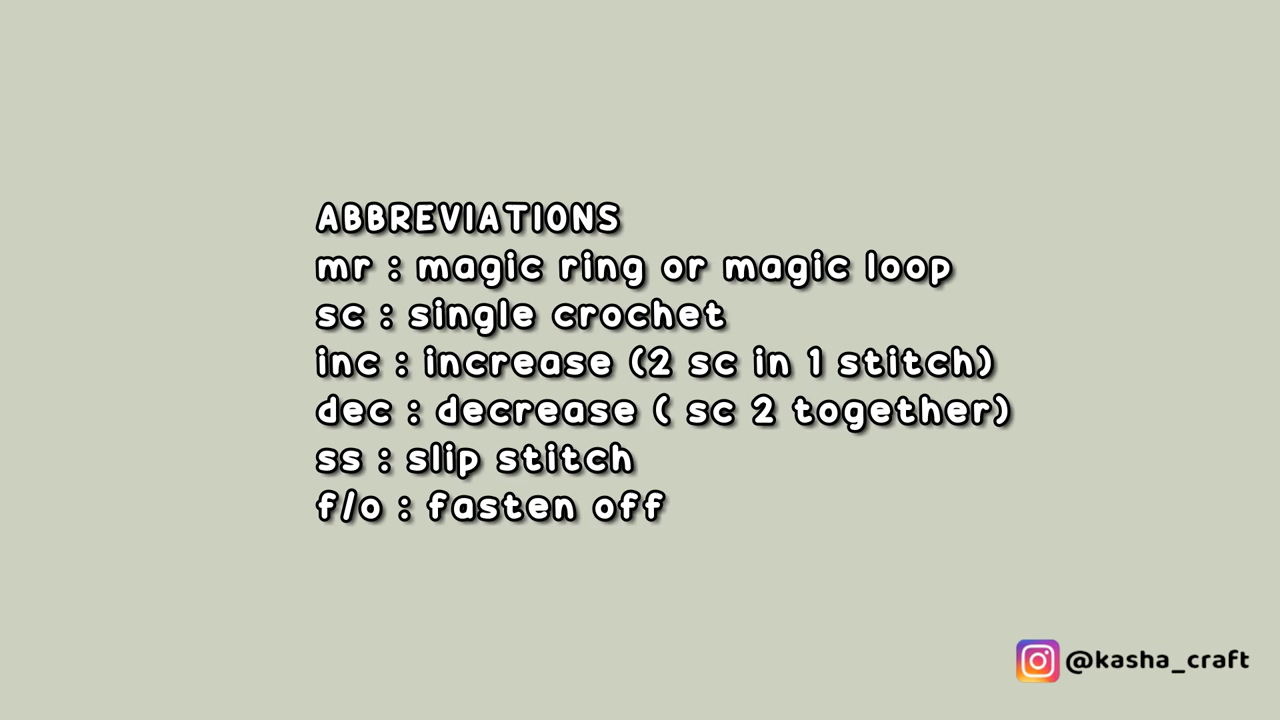 ABBREVIATIONS
mr : magic ring or magic loop
sc : single crochet
inc : increase (2 sc in 1 stitch)
dec : decrease ( sc 2 together)
ss : slip stitch
f/o : fasten off
@kasha_craft